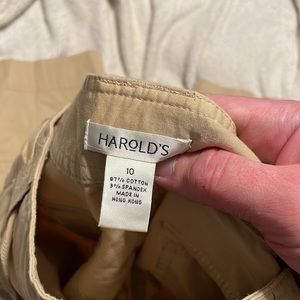 HAROLD'S
10
97% COTTON
3% SPANDEX
MADE IN
HONG KONG